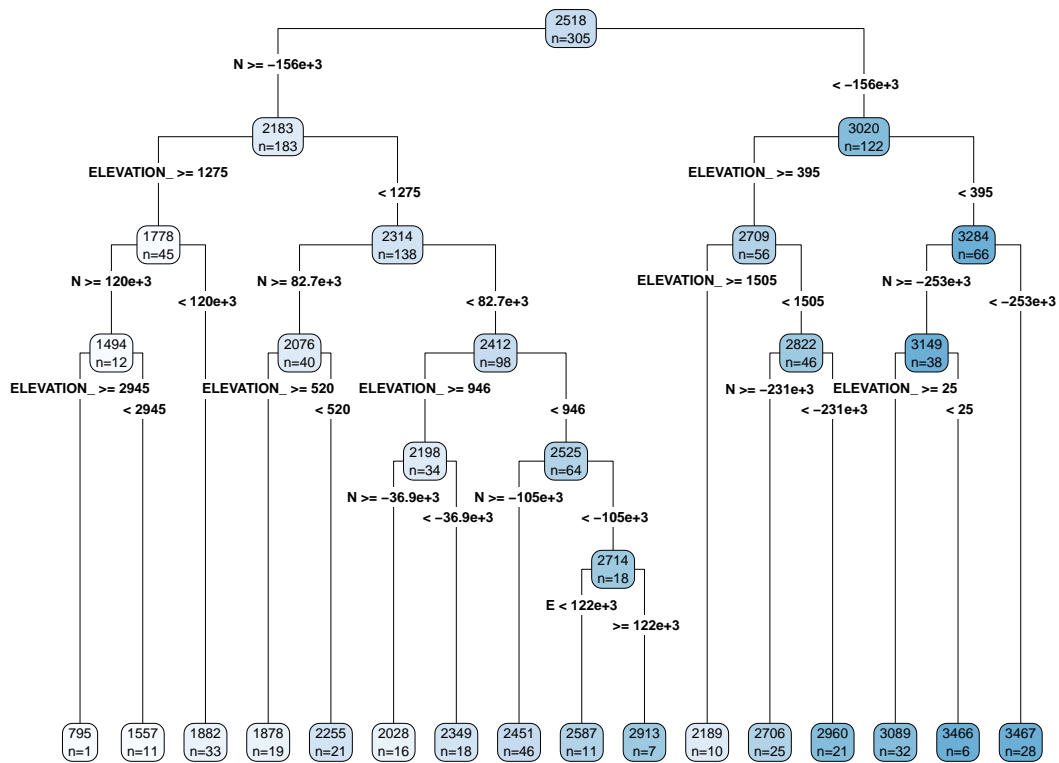 2518
n=305
N >= −156e+3
< −156e+3
2183
n=183
3020
n=122
ELEVATION_ >= 1275
< 1275
ELEVATION_ >= 395
< 395
1778
n=45
2314
n=138
2709
n=56
3284
n=66
N >= 120e+3
< 120e+3
N >= 82.7e+3
< 82.7e+3
ELEVATION_ >= 1505
< 1505
N >= −253e+3
< −253e+3
1494
n=12
2076
n=40
2412
n=98
2822
n=46
3149
n=38
ELEVATION_ >= 2945
< 2945
ELEVATION_ >= 520
< 520
ELEVATION_ >= 946
< 946
N >= −231e+3
< −231e+3
ELEVATION_ >= 25
< 25
2198
n=34
2525
n=64
N >= −36.9e+3
< −36.9e+3
N >= −105e+3
< −105e+3
2714
n=18
E < 122e+3
>= 122e+3
795
n=1
1557
n=11
1882
n=33
1878
n=19
2255
n=21
2028
n=16
2349
n=18
2451
n=46
2587
n=11
2913
n=7
2189
n=10
2706
n=25
2960
n=21
3089
n=32
3466
n=6
3467
n=28